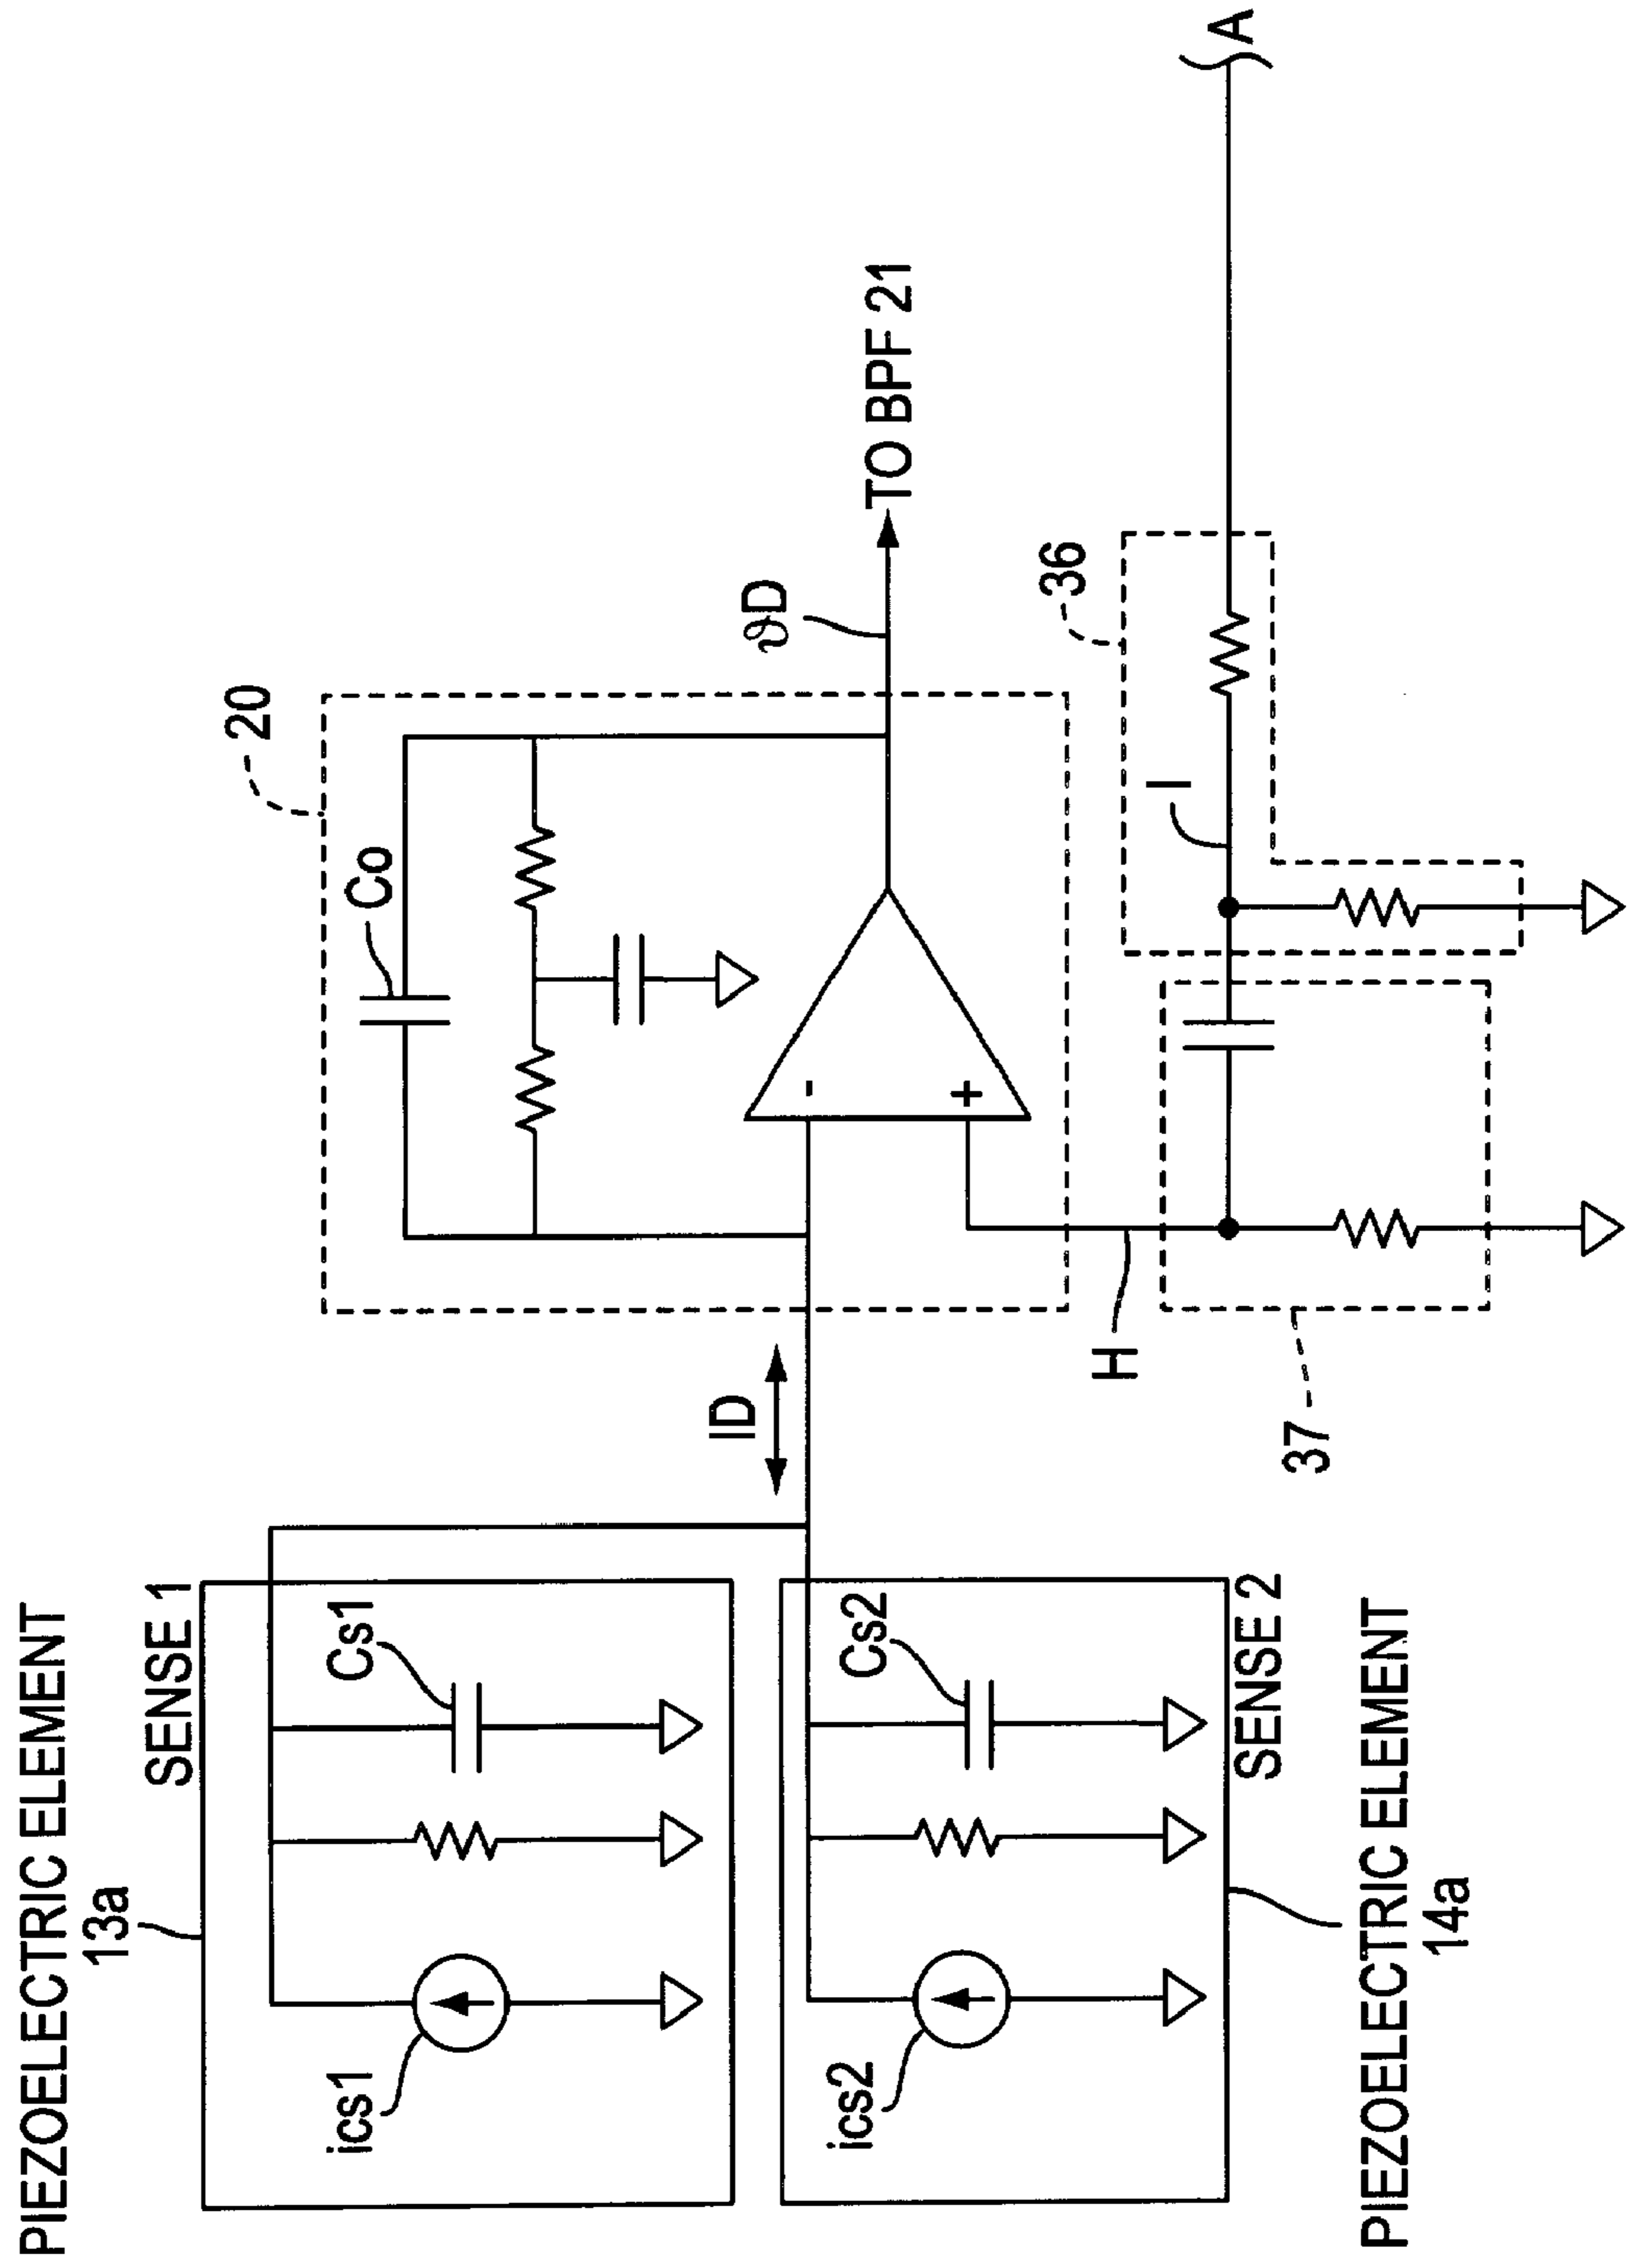 PIEZOELECTRIC ELEMENT
13a
SENSE 1
ics1
Cs1
ics2
Cs2
SENSE 2
PIEZOELECTRIC ELEMENT
14a
ID
20
Co
-
+
ϑD
TO BPF 21
H
37
36
I
A